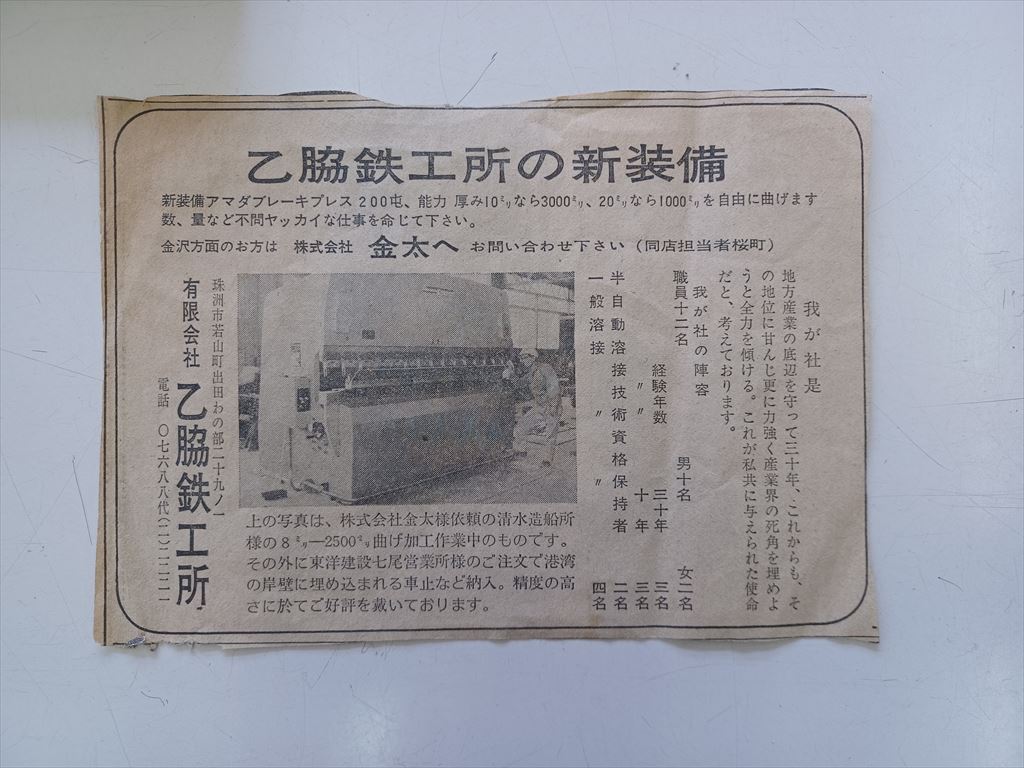 乙脇鉄工所の新装備
新装備アマダブレーキプレス200屯、能力 厚み10㍉なら3000㍉、20㍉なら1000㍉を自由に曲げます
数、量など不問ヤッカイな仕事を命じて下さい。
金沢方面のお方は 株式会社 金太へ お問い合わせ下さい(同店担当者桜町)
我が社是
地方産業の底辺を守って三十年、これからも、そ
の地位に甘んじ更に力強く産業界の死角を埋めよ
うと全力を傾ける。これが私共に与えられた使命
だと、考えております。
我が社の陣容
職員十二名 男十名 女二名
経験年数 三十年 三名
〃 十年 三名
半自動溶接技術資格保持者 二名
一般溶接 〃 〃 四名
上の写真は、株式会社金太様依頼の清水造船所
様の8㍉—2500㍉曲げ加工作業中のものです。
その外に東洋建設七尾営業所様のご注文で港湾
の岸壁に埋め込まれる車止など納入。精度の高
さに於てご好評を戴いております。
珠洲市若山町出田わの部二十九ノ一
有限会社 乙脇鉄工所
電話 〇七六八八代(二)二二二二